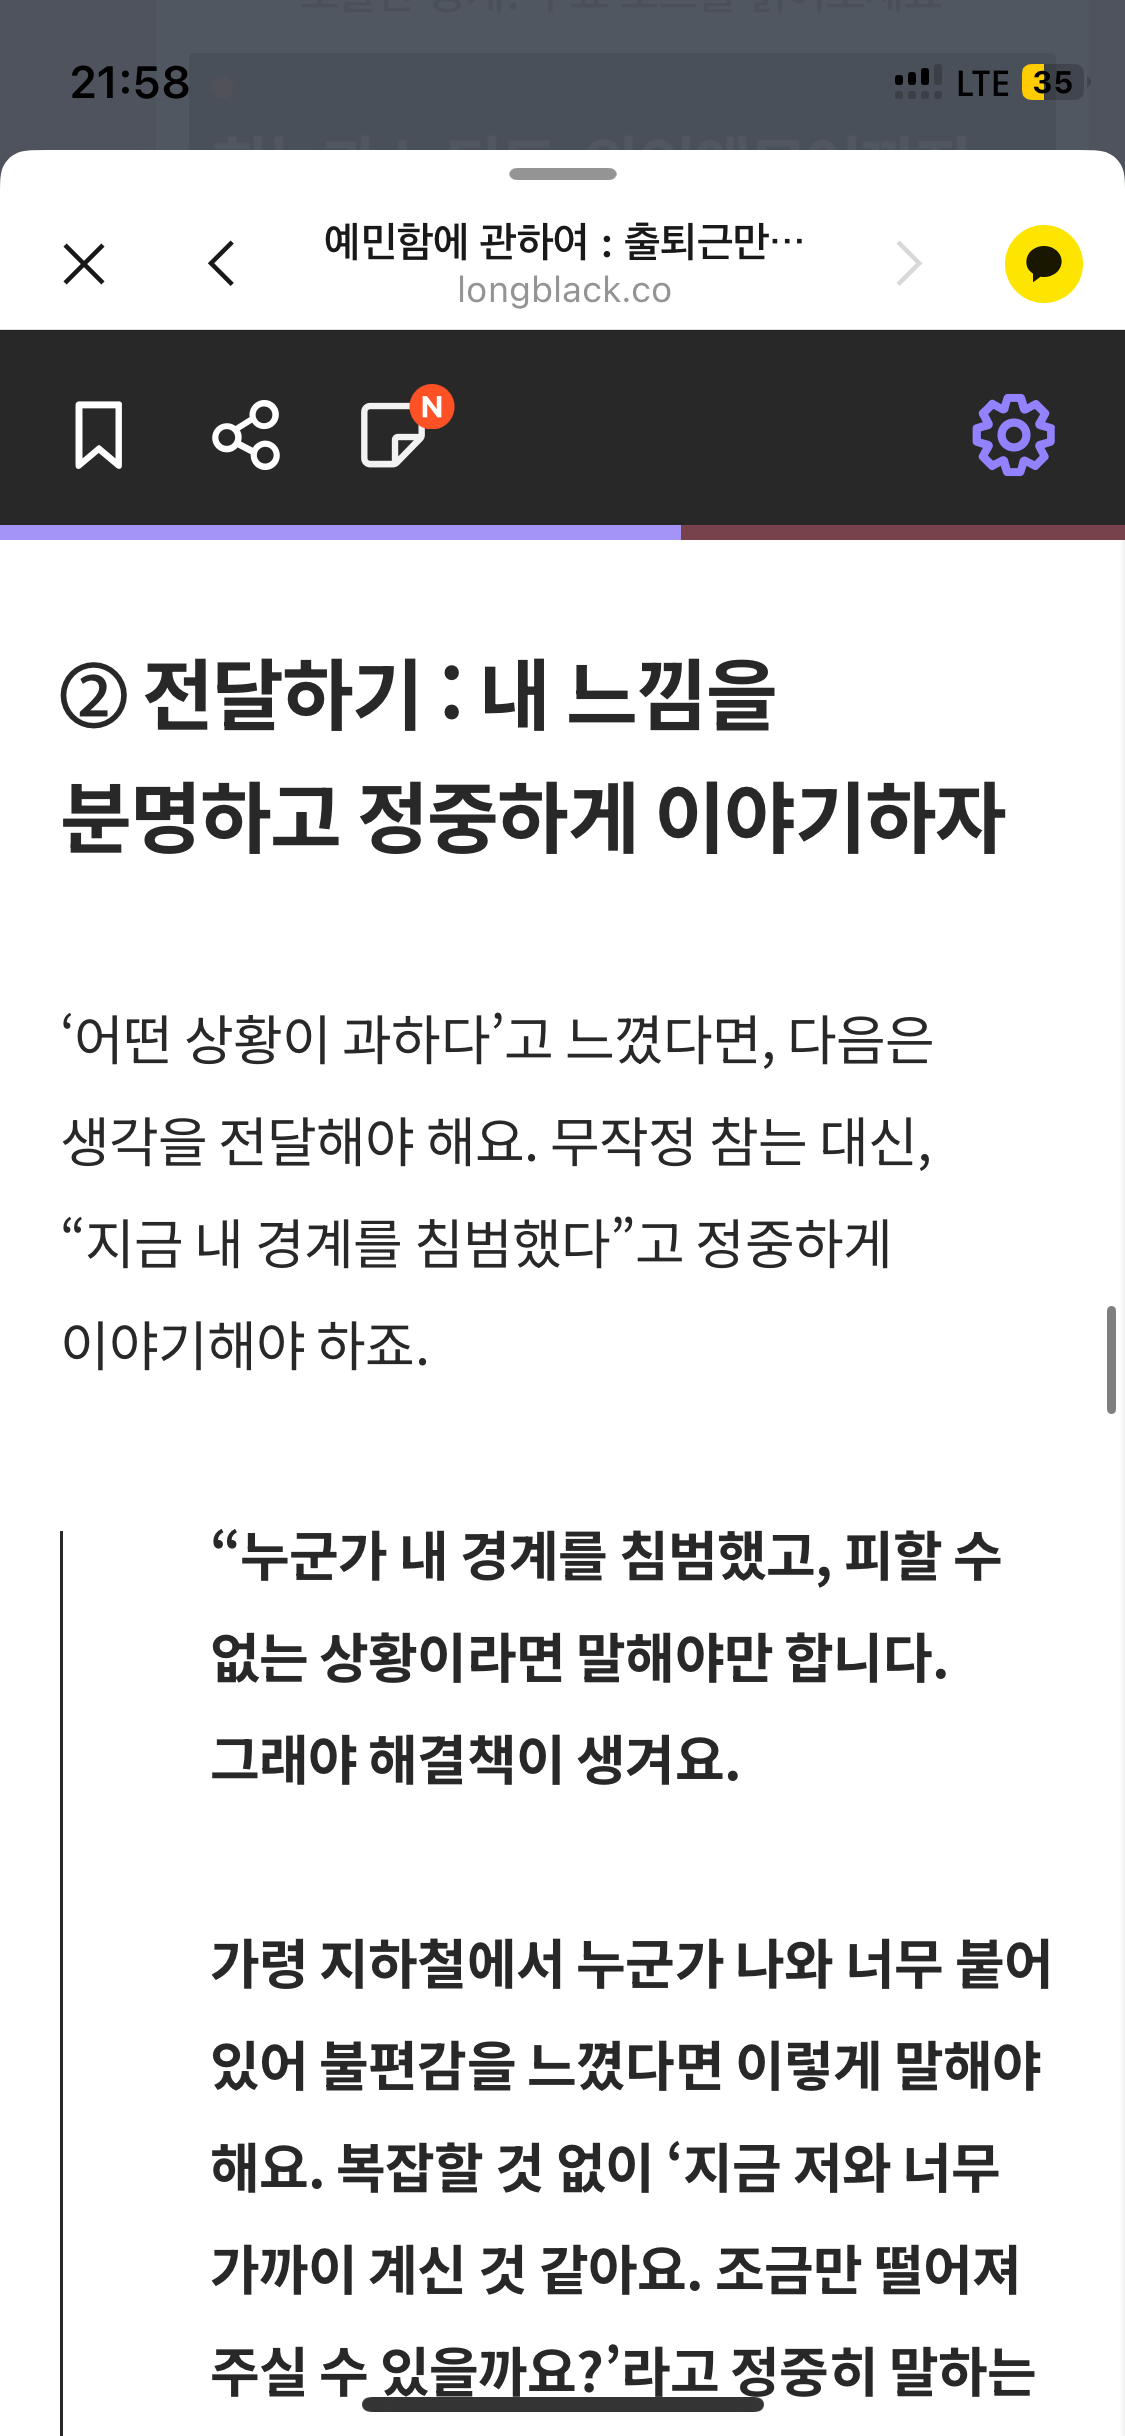 21:58
LTE 35
예민함에 관하여 : 출퇴근만…
longblack.co
N
② 전달하기 : 내 느낌을
분명하고 정중하게 이야기하자
‘어떤 상황이 과하다’고 느꼈다면, 다음은
생각을 전달해야 해요. 무작정 참는 대신,
“지금 내 경계를 침범했다”고 정중하게
이야기해야 하죠.
“누군가 내 경계를 침범했고, 피할 수
없는 상황이라면 말해야만 합니다.
그래야 해결책이 생겨요.
가령 지하철에서 누군가 나와 너무 붙어
있어 불편감을 느꼈다면 이렇게 말해야
해요. 복잡할 것 없이 ‘지금 저와 너무
가까이 계신 것 같아요. 조금만 떨어져
주실 수 있을까요?’라고 정중히 말하는